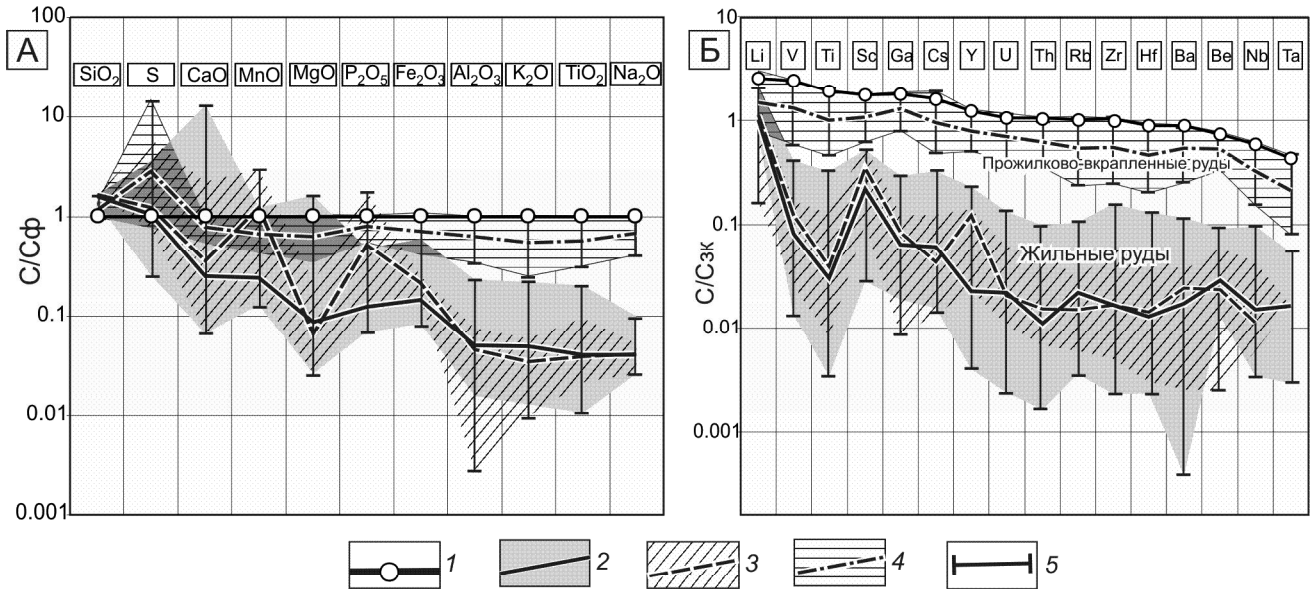 А
100
10
1
0.1
0.01
0.001
С/Сф
SiO₂ S CaO MnO MgO P₂O₅ Fe₂O₃ Al₂O₃ K₂O TiO₂ Na₂O
Б
10
1
0.1
0.01
0.001
С/Сзк
Li V Ti Sc Ga Cs Y U Th Rb Zr Hf Ba Be Nb Ta
Прожилково-вкрапленные руды
Жильные руды
1 2 3 4 5